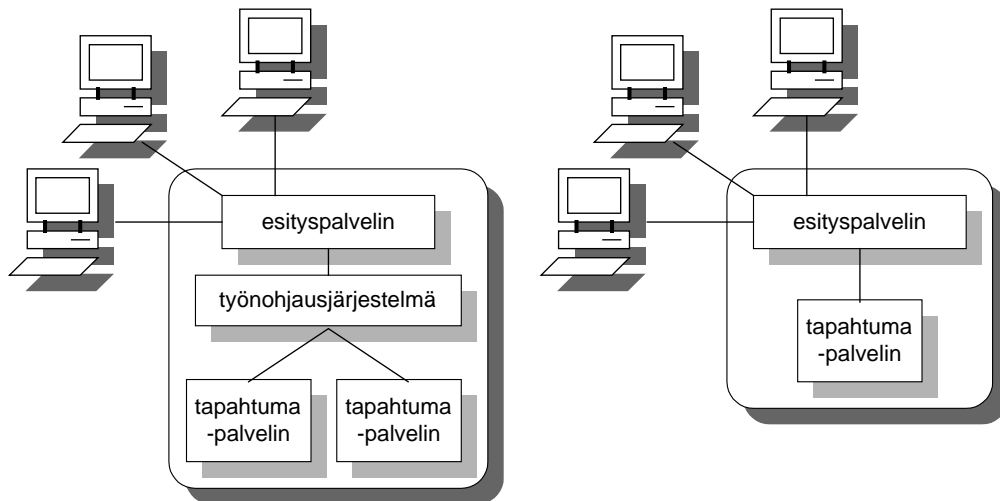 esityspalvelin
työnohjausjärjestelmä
tapahtuma
-palvelin
tapahtuma
-palvelin
esityspalvelin
tapahtuma
-palvelin